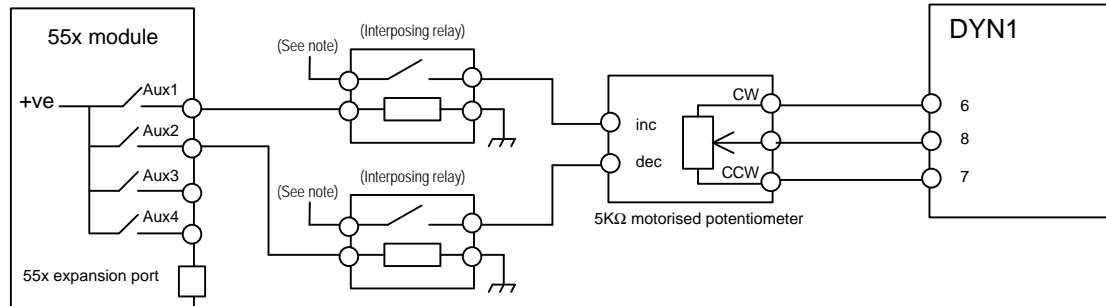 55x module
+ve
Aux1
Aux2
Aux3
Aux4
55x expansion port
(See note)
(Interposing relay)
(See note)
(Interposing relay)
inc
dec
CW
CCW
5KΩ motorised potentiometer
DYN1
6
8
7